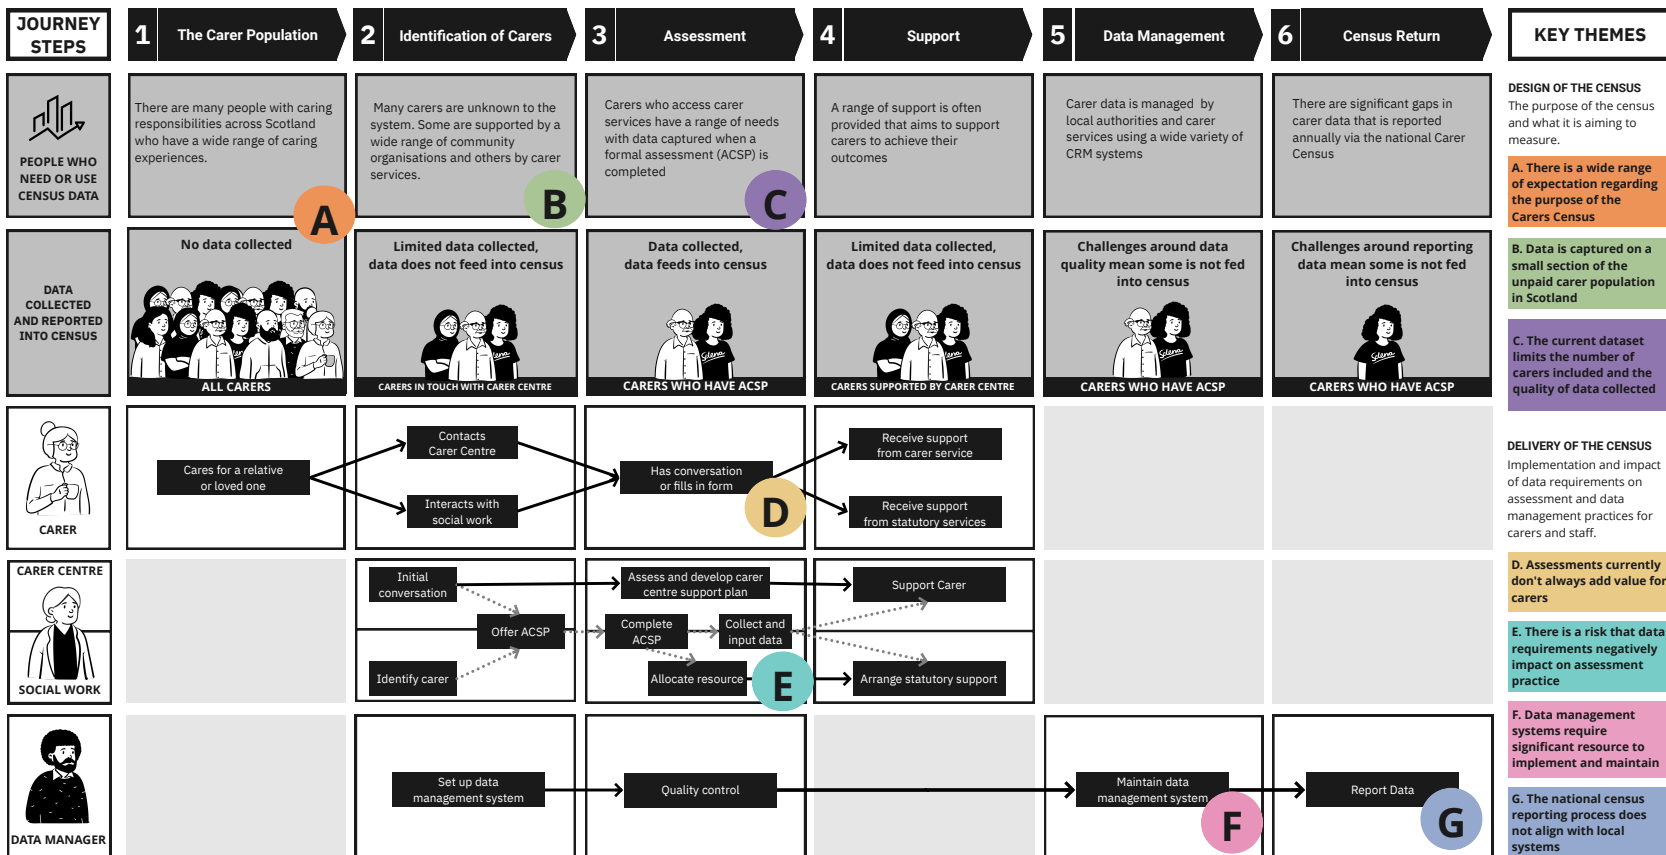 JOURNEY
STEPS
1 The Carer Population
2 Identification of Carers
3 Assessment
4 Support
5 Data Management
6 Census Return
KEY THEMES
PEOPLE WHO
NEED OR USE
CENSUS DATA
There are many people with caring
responsibilities across Scotland
who have a wide range of caring
experiences.
A
Many carers are unknown to the
system. Some are supported by a
wide range of community
organisations and others by carer
services.
B
Carers who access carer
services have a range of needs
with data captured when a
formal assessment (ACSP) is
completed
C
A range of support is often
provided that aims to support
carers to achieve their
outcomes
Carer data is managed by
local authorities and carer
services using a wide variety of
CRM systems
There are significant gaps in
carer data that is reported
annually via the national Carer
Census
DATA
COLLECTED
AND REPORTED
INTO CENSUS
No data collected
Glena
ALL CARERS
Limited data collected,
data does not feed into census
Glena
CARERS IN TOUCH WITH CARER CENTRE
Data collected,
data feeds into census
Glena
CARERS WHO HAVE ACSP
Limited data collected,
data does not feed into census
Glena
CARERS SUPPORTED BY CARER CENTRE
Challenges around data
quality mean some is not fed
into census
Glena
CARERS WHO HAVE ACSP
Challenges around reporting
data mean some is not fed
into census
Glena
CARERS WHO HAVE ACSP
CARER
Cares for a relative
or loved one
Contacts
Carer Centre
Interacts with
social work
Has conversation
or fills in form
D
Receive support
from carer service
Receive support
from statutory services
CARER CENTRE
SOCIAL WORK
Initial
conversation
Offer ACSP
Identify carer
Assess and develop carer
centre support plan
Complete
ACSP
Collect and
input data
Allocate resource
E
Support Carer
Arrange statutory support
DATA MANAGER
Set up data
management system
Quality control
Maintain data
management system
F
Report Data
G
DESIGN OF THE CENSUS
The purpose of the census
and what it is aiming to
measure.
A. There is a wide range
of expectation regarding
the purpose of the
Carers Census
B. Data is captured on a
small section of the
unpaid carer population
in Scotland
C. The current dataset
limits the number of
carers included and the
quality of data collected
DELIVERY OF THE CENSUS
Implementation and impact
of data requirements on
assessment and data
management practices for
carers and staff.
D. Assessments currently
don't always add value for
carers
E. There is a risk that data
requirements negatively
impact on assessment
practice
F. Data management
systems require
significant resource to
implement and maintain
G. The national census
reporting process does
not align with local
systems